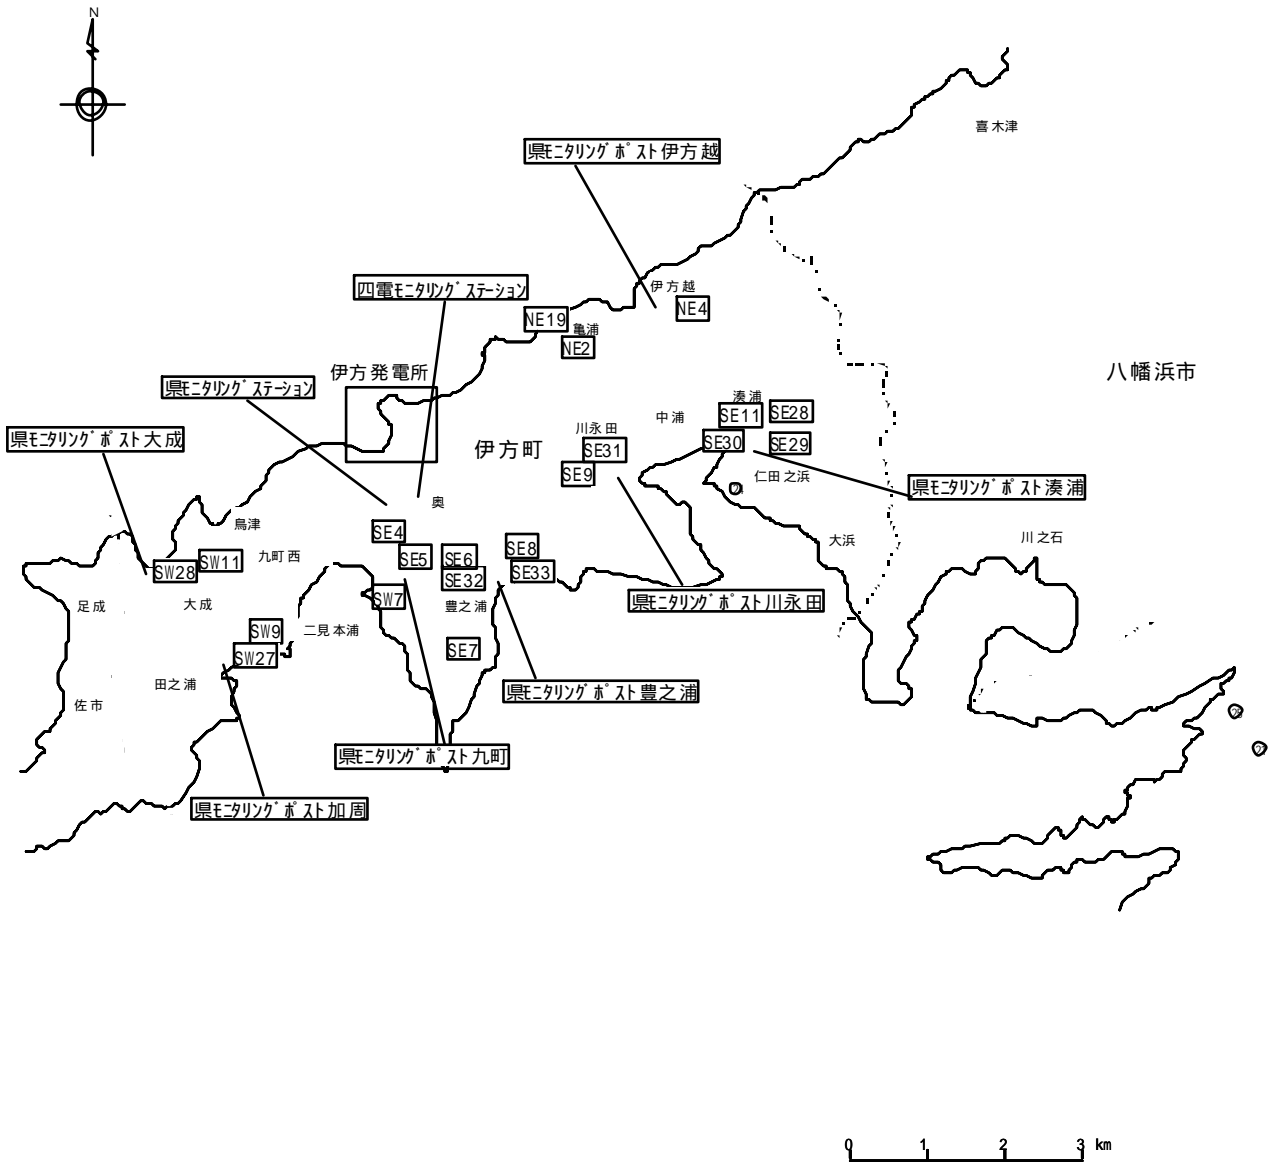 N
喜木津
県モニタリングポスト伊方越
伊方越
四電モニタリングステーション
NE4
NE19
亀浦
NE2
伊方発電所
八幡浜市
県モニタリングステーション
湊浦
中浦
SE11
SE28
川永田
県モニタリングポスト大成
伊方町
SE31
SE30
SE29
SE9
仁田之浜
県モニタリングポスト湊浦
奥
鳥津
SE4
大浜
川之石
九町西
SW11
SW28
SE5
SE6
SE8
SE33
SE32
足成
大成
SW7
豊之浦
県モニタリングポスト川永田
SW9
二見本浦
SW27
SE7
田之浦
県モニタリングポスト豊之浦
佐市
県モニタリングポスト九町
県モニタリングポスト加周
0 1 2 3 km